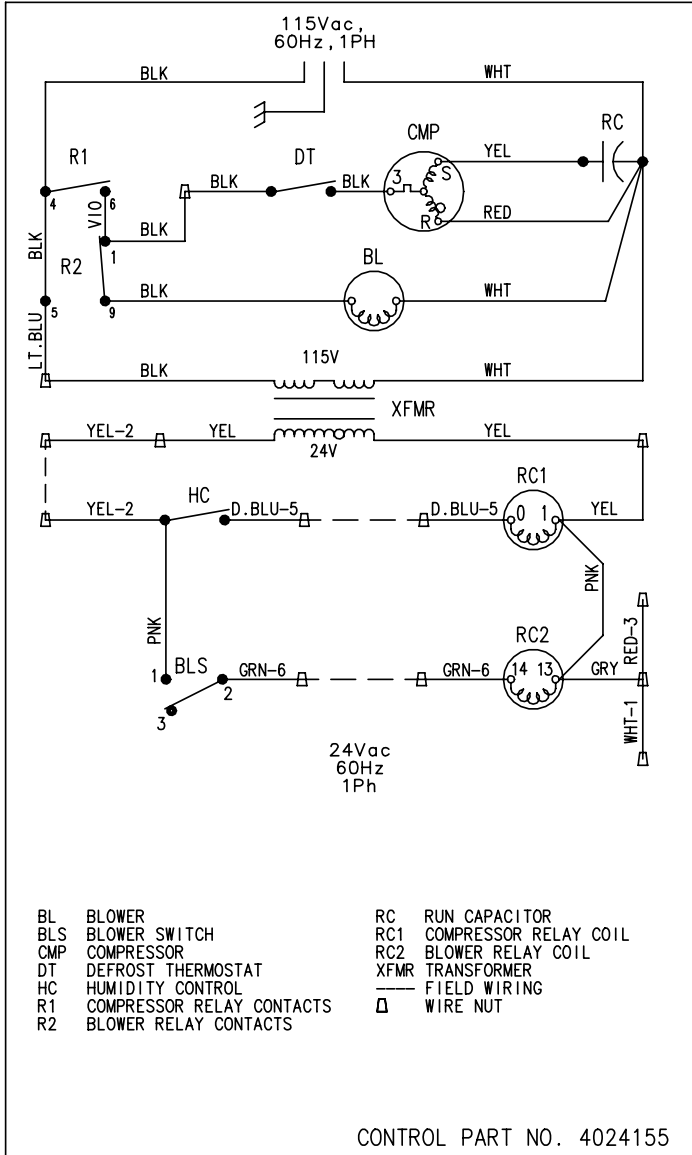 115Vac,
60Hz, 1PH
BLK
WHT
CMP
RC
R1
DT
YEL
S
BLK
BLK
3
4
6
VIO
R
RED
BLK
BLK
1
R2
BL
BLK
WHT
5
9
LT.BLU
115V
BLK
WHT
XFMR
YEL-2
YEL
YEL
24V
RC1
HC
YEL-2
D.BLU-5
D.BLU-5
0 1
YEL
PNK
PNK
RED-3
RC2
1
BLS
GRN-6
GRN-6
14 13
GRY
2
3
WHT-1
24Vac
60Hz
1Ph
BL BLOWER
BLS BLOWER SWITCH
CMP COMPRESSOR
DT DEFROST THERMOSTAT
HC HUMIDITY CONTROL
R1 COMPRESSOR RELAY CONTACTS
R2 BLOWER RELAY CONTACTS
RC RUN CAPACITOR
RC1 COMPRESSOR RELAY COIL
RC2 BLOWER RELAY COIL
XFMR TRANSFORMER
---- FIELD WIRING
WIRE NUT
CONTROL PART NO. 4024155